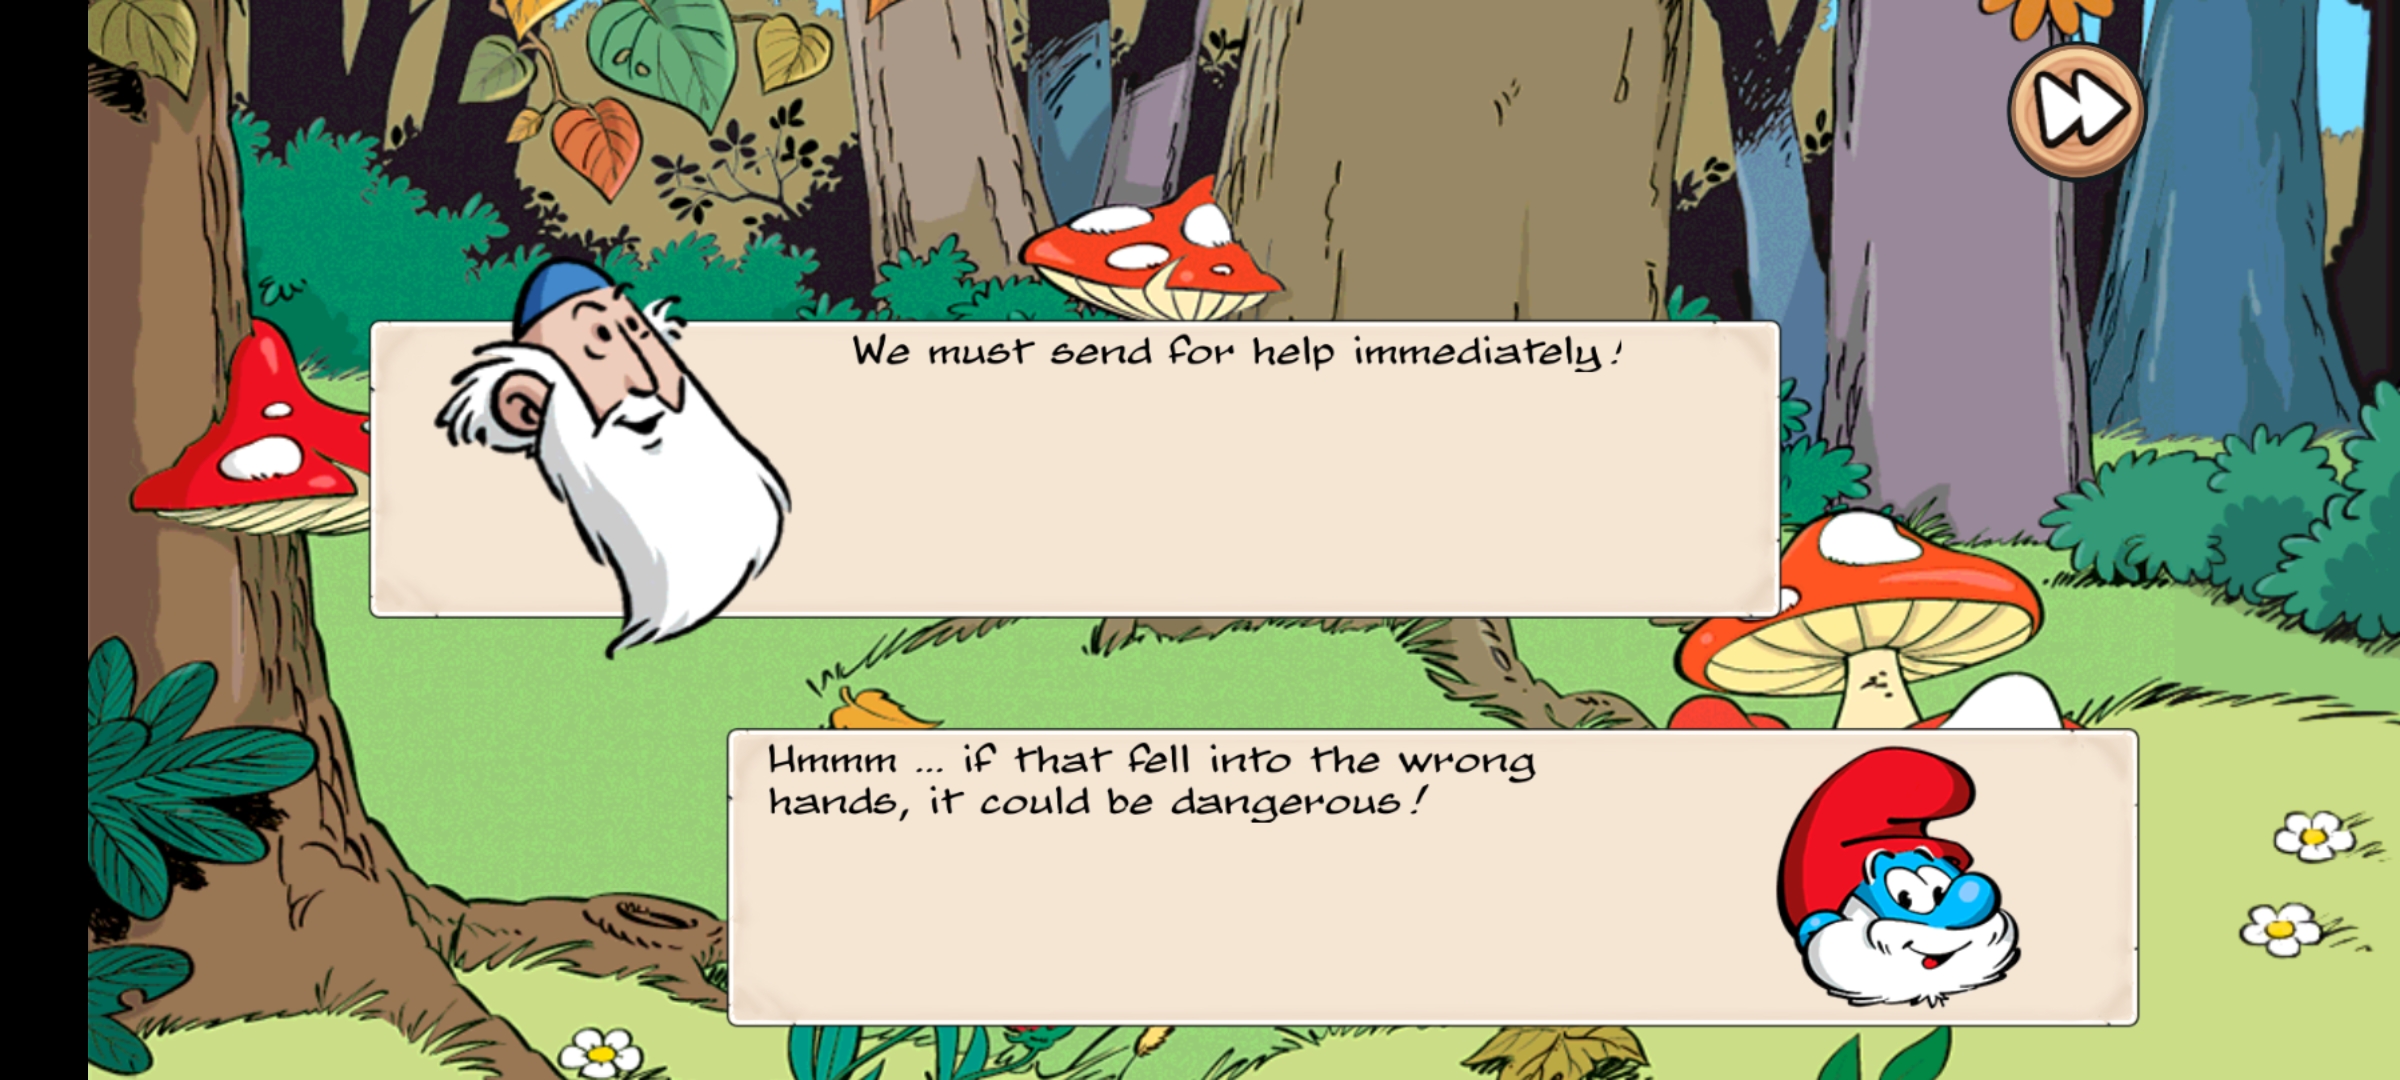 We must send for help immediately!
Hmmm ... if that fell into the wrong
hands, it could be dangerous!